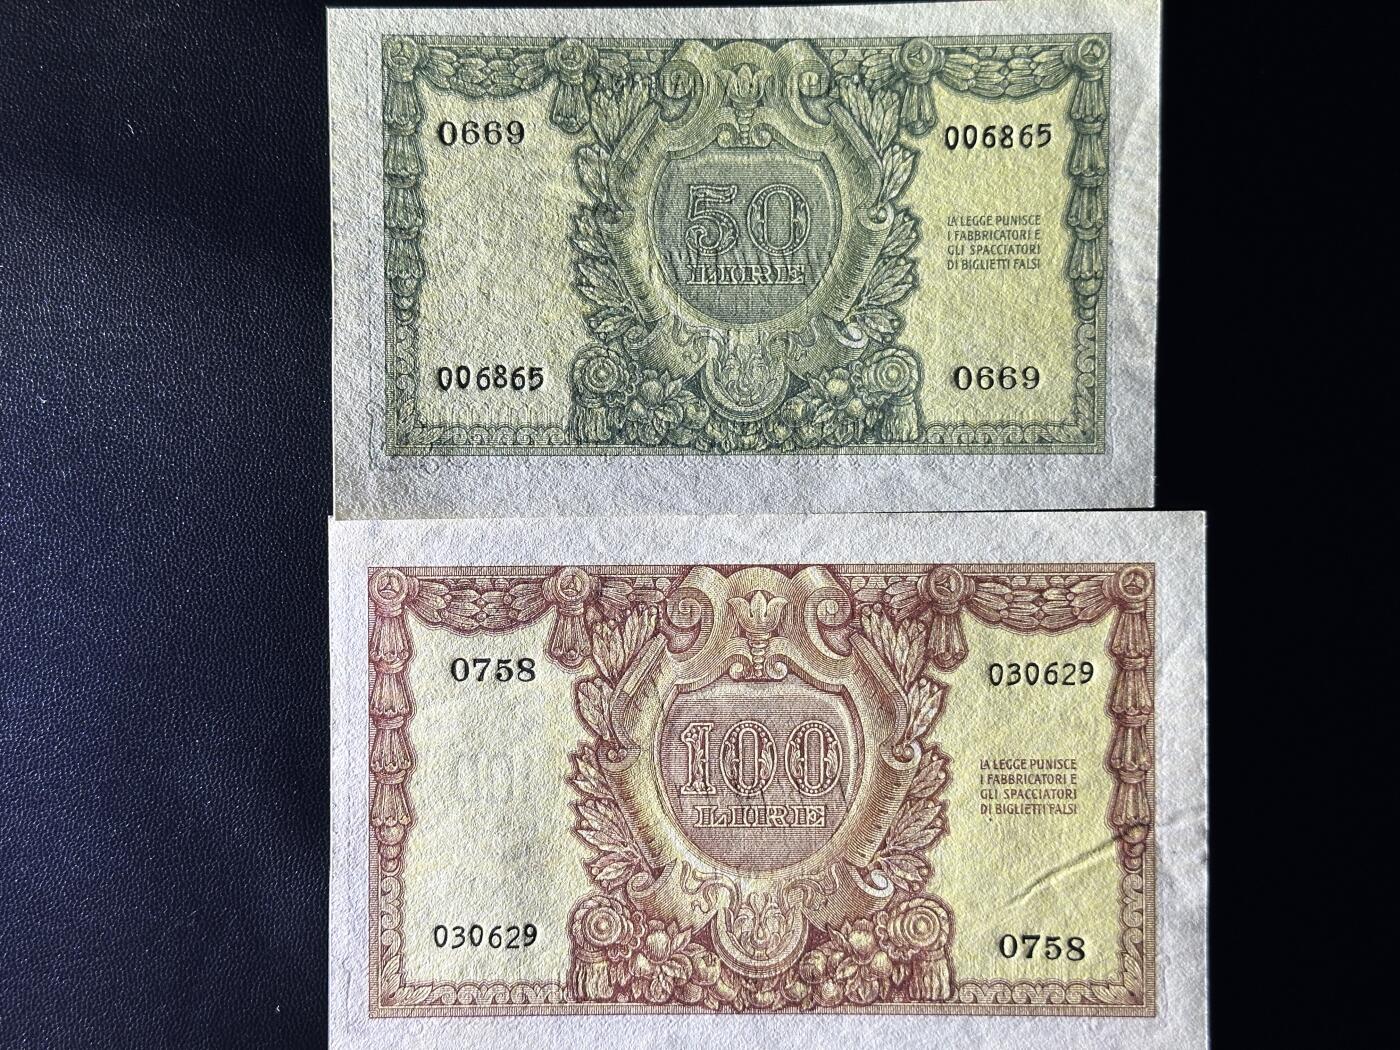 0669
006865
50
LIRE
LA LEGGE PUNISCE
I FABBRICATORI E
GLI SPACCIATORI
DI BIGLIETTI FALSI
006865
0669
0758
030629
100
LIRE
LA LEGGE PUNISCE
I FABBRICATORI E
GLI SPACCIATORI
DI BIGLIETTI FALSI
030629
0758